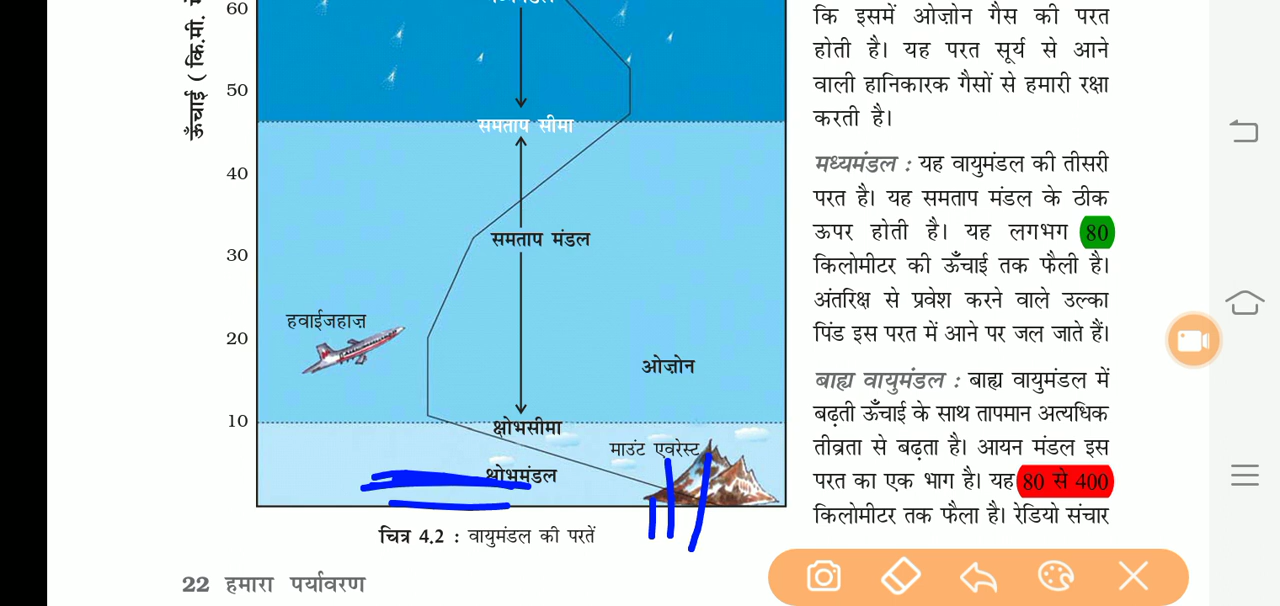 60
मध्यमंडल
ऊँचाई ( कि.मी. में
50
समताप सीमा
40
समताप मंडल
30
हवाईजहाज़
20
ओज़ोन
10
क्षोभसीमा
माउंट एवरेस्ट
क्षोभमंडल
चित्र 4.2 : वायुमंडल की परतें
22 हमारा पर्यावरण
कि इसमें ओज़ोन गैस की परत
होती है। यह परत सूर्य से आने
वाली हानिकारक गैसों से हमारी रक्षा
करती है।
मध्यमंडल : यह वायुमंडल की तीसरी
परत है। यह समताप मंडल के ठीक
ऊपर होती है। यह लगभग 80
किलोमीटर की ऊँचाई तक फैली है।
अंतरिक्ष से प्रवेश करने वाले उल्का
पिंड इस परत में आने पर जल जाते हैं।
बाह्य वायुमंडल : बाह्य वायुमंडल में
बढ़ती ऊँचाई के साथ तापमान अत्यधिक
तीव्रता से बढ़ता है। आयन मंडल इस
परत का एक भाग है। यह 80 से 400
किलोमीटर तक फैला है। रेडियो संचार